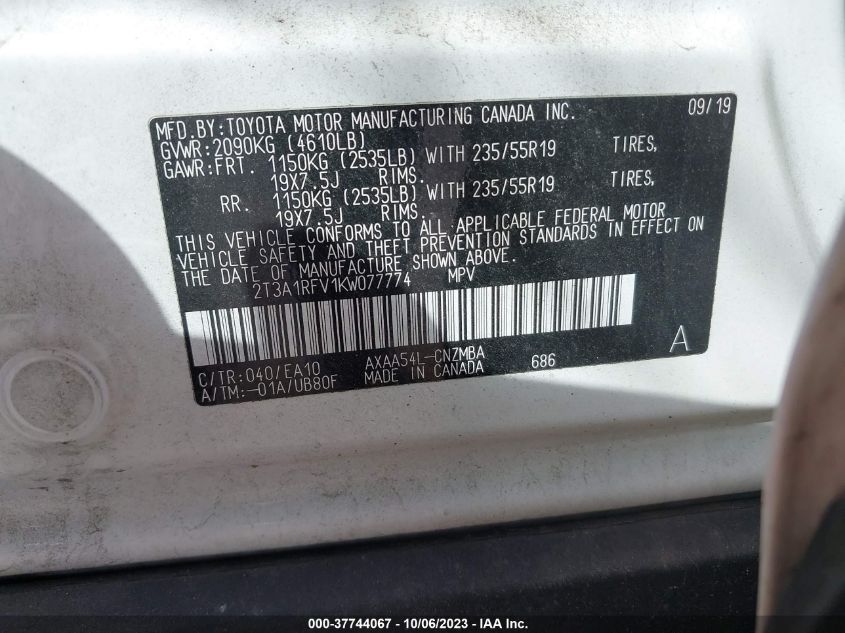 MFD.BY:TOYOTA MOTOR MANUFACTURING CANADA INC. 09/19
GVWR:2090KG (4610LB)
GAWR:FRT. 1150KG (2535LB) WITH 235/55R19 TIRES,
19X7.5J RIMS.
RR. 1150KG (2535LB) WITH 235/55R19 TIRES,
19X7.5J RIMS.
THIS VEHICLE CONFORMS TO ALL APPLICABLE FEDERAL MOTOR
VEHICLE SAFETY AND THEFT PREVENTION STANDARDS IN EFFECT ON
THE DATE OF MANUFACTURE SHOWN ABOVE.
2T3A1RFV1KW077774 MPV
A
C/TR:040/EA10 AXAA54L-CNZMBA 686
A/TM:-01A/UB80F MADE IN CANADA
000-37744067 - 10/06/2023 - IAA Inc.